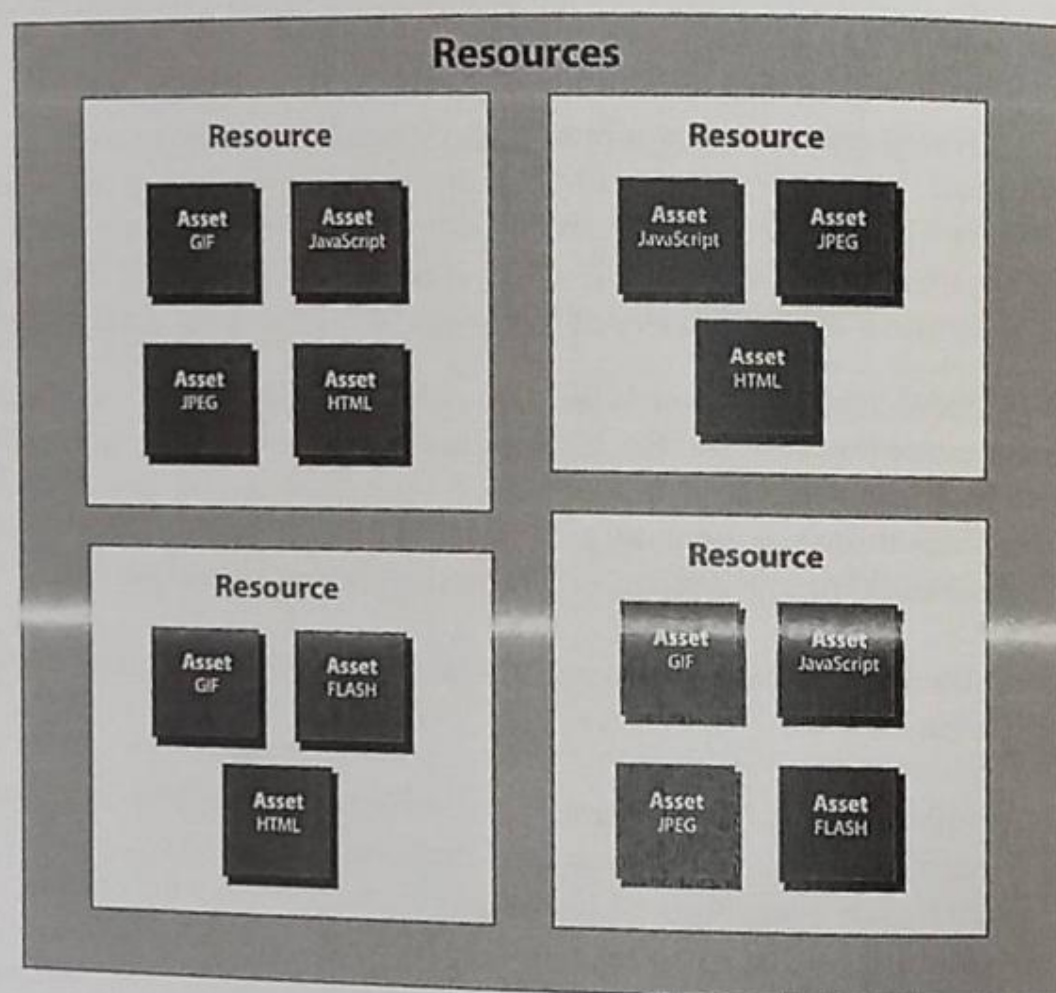 Resources
Resource
Asset
GIF
Asset
JavaScript
Asset
JPEG
Asset
HTML
Resource
Asset
JavaScript
Asset
JPEG
Asset
HTML
Resource
Asset
GIF
Asset
FLASH
Asset
HTML
Resource
Asset
GIF
Asset
JavaScript
Asset
JPEG
Asset
FLASH